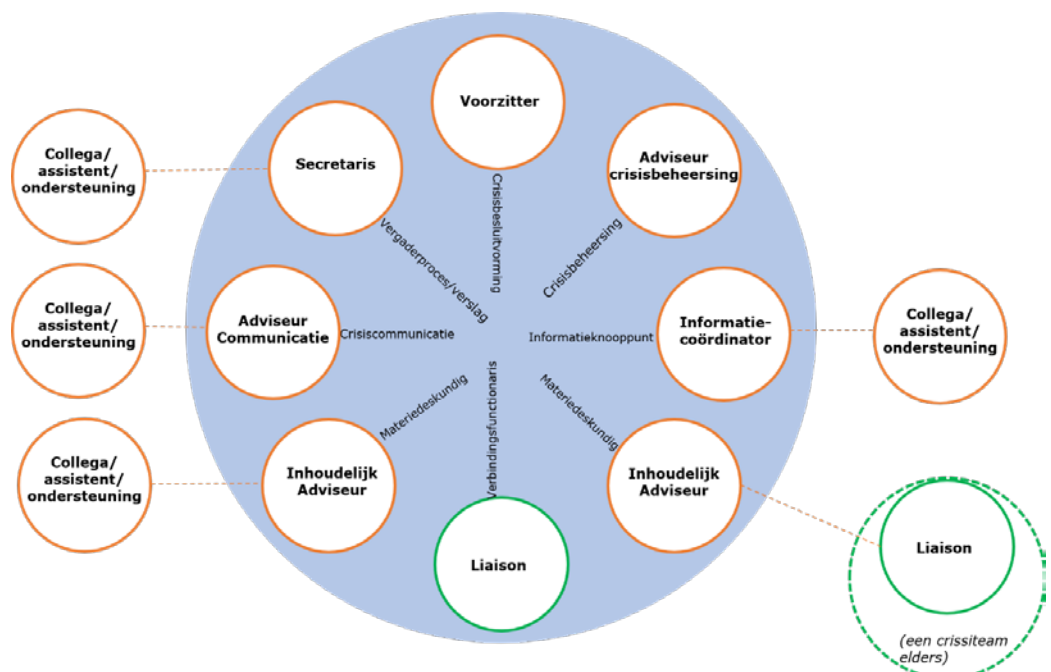 Voorzitter
Collega/
assistent/
ondersteuning
Secretaris
Adviseur
crisisbeheersing
Crisisbesluitvorming
Vergaderproces/verslag
Crisisbeheersing
Collega/
assistent/
ondersteuning
Adviseur
Communicatie
Crisiscommunicatie
Informatieknooppunt
Informatie-
coördinator
Collega/
assistent/
ondersteuning
Materiedeskundig
Verbindingsfunctionaris
Materiedeskundig
Collega/
assistent/
ondersteuning
Inhoudelijk
Adviseur
Inhoudelijk
Adviseur
Liaison
Liaison
(een crissiteam
elders)